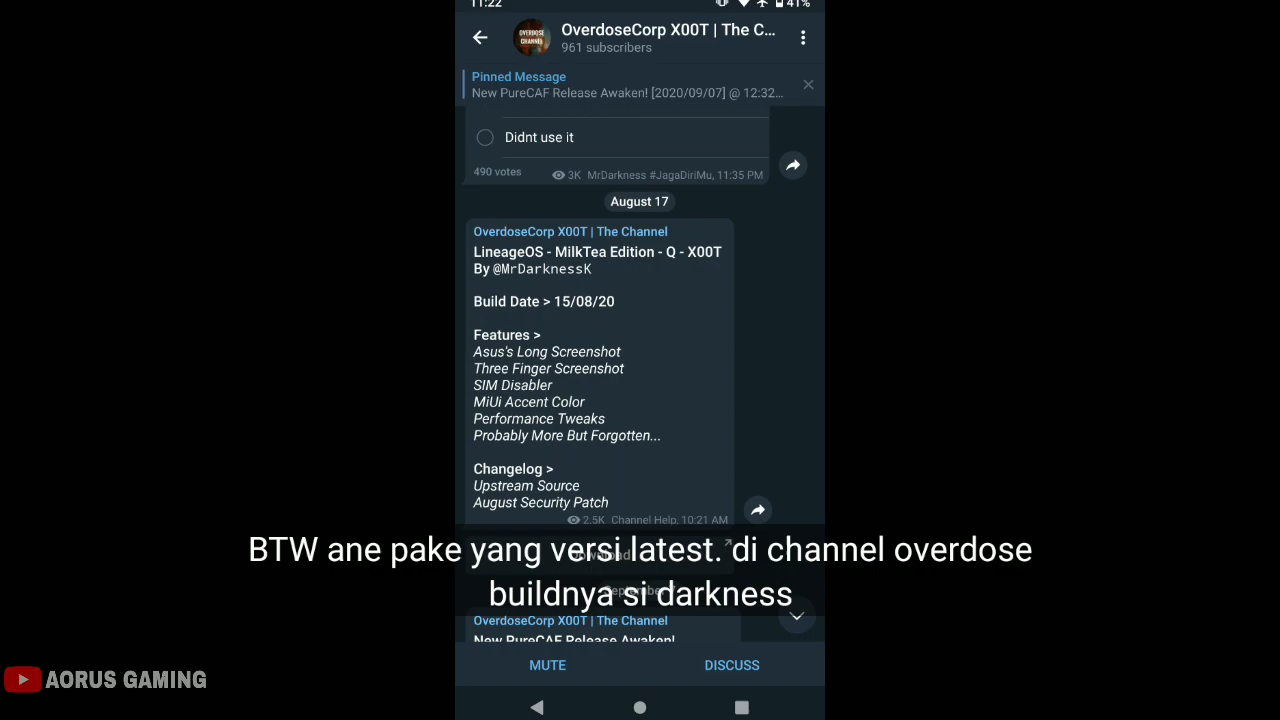 11:22
41%
OVERDOSE
CHANNEL
OverdoseCorp X00T | The C...
961 subscribers
Pinned Message
New PureCAF Release Awaken! [2020/09/07] @ 12:32...
Didnt use it
490 votes
3K MrDarkness #JagaDiriMu, 11:35 PM
August 17
OverdoseCorp X00T | The Channel
LineageOS - MilkTea Edition - Q - X00T
By @MrDarknessK
Build Date > 15/08/20
Features >
Asus's Long Screenshot
Three Finger Screenshot
SIM Disabler
MiUi Accent Color
Performance Tweaks
Probably More But Forgotten...
Changelog >
Upstream Source
August Security Patch
2.5K Channel Help, 10:21 AM
BTW ane pake yang versi latest. di channel overdose
buildnya si darkness
OverdoseCorp X00T | The Channel
New PureCAF Release Awaken!
MUTE
DISCUSS
AORUS GAMING